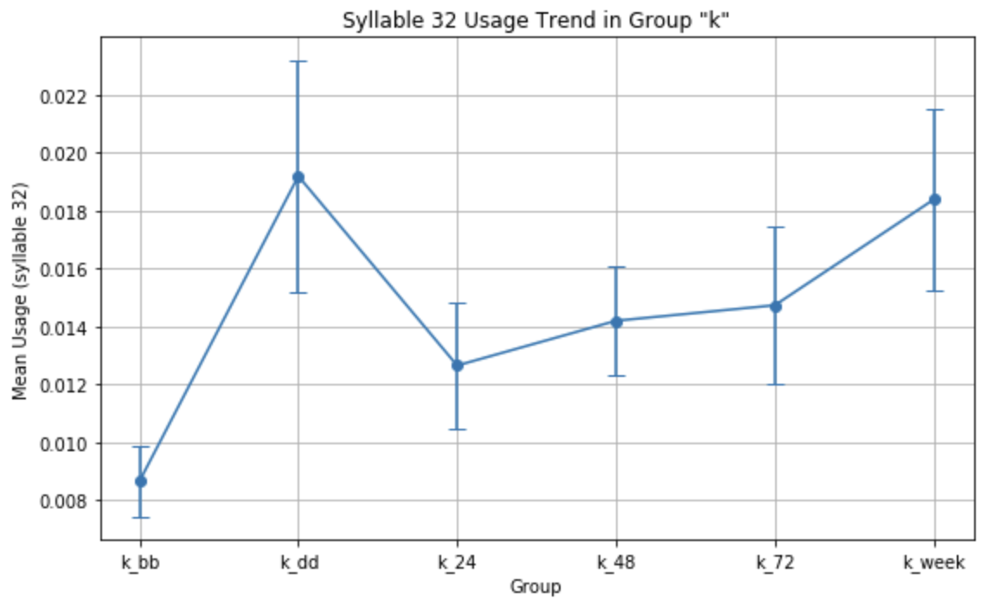 Syllable 32 Usage Trend in Group "k"
Mean Usage (syllable 32)
0.022
0.020
0.018
0.016
0.014
0.012
0.010
0.008
k_bb k_dd k_24 k_48 k_72 k_week
Group